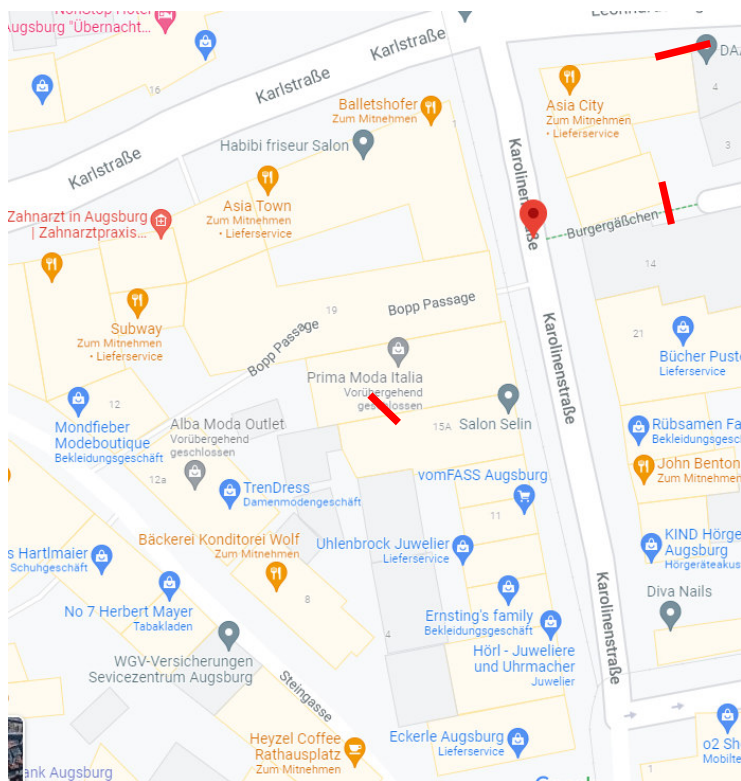 Augsburg "Übernacht...
Karlstraße
Karlstraße
Karlstraße
16
Balletshofer
Zum Mitnehmen
1
Habibi friseur Salon
Asia City
Zum Mitnehmen
• Lieferservice
4
3
Karolinenstraße
Asia Town
Zum Mitnehmen
• Lieferservice
Zahnarzt in Augsburg
| Zahnarztpraxis...
Burgergäßchen
14
Subway
Zum Mitnehmen
• Lieferservice
19
Bopp Passage
Bopp Passage
Karolinenstraße
21
Bücher Pust
Lieferservice
Prima Moda Italia
Vorübergehend
geschlossen
12
Mondfieber
Modeboutique
Bekleidungsgeschäft
Alba Moda Outlet
Vorübergehend
geschlossen
12a
15A
Salon Selin
Rübsamen Fa
Bekleidungsgesc
John Benton
Zum Mitnehmen
TrenDress
Damenmodengeschäft
vomFASS Augsburg
11
Bäckerei Konditorei Wolf
Zum Mitnehmen
Uhlenbrock Juwelier
Lieferservice
KIND Hörge
Augsburg
Hörgeräteakus
s Hartlmaier
Schuhgeschäft
8
Karolinenstraße
Diva Nails
No 7 Herbert Mayer
Tabakladen
4
Ernsting's family
Bekleidungsgeschäft
WGV-Versicherungen
Sevicezentrum Augsburg
Hörl - Juweliere
und Uhrmacher
Juwelier
Steingasse
Heyzel Coffee
Rathausplatz
Zum Mitnehmen
Eckerle Augsburg
Lieferservice
o2 Sh
Mobilte
1
ank Augsburg